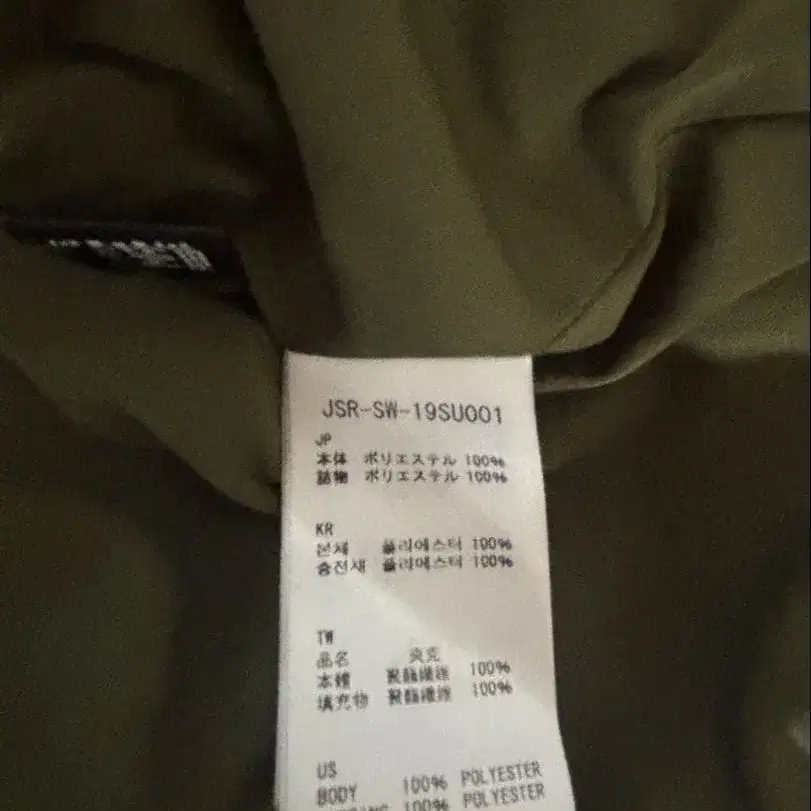 JSR-SW-19SU001
JP
本体 ポリエステル 100%
詰物 ポリエステル 100%
KR
본체 폴리에스터 100%
충전재 폴리에스터 100%
TW
品名 夾克
本體 聚酯纖維 100%
填充物 聚酯纖維 100%
US
BODY 100% POLYESTER
100% POLYESTER